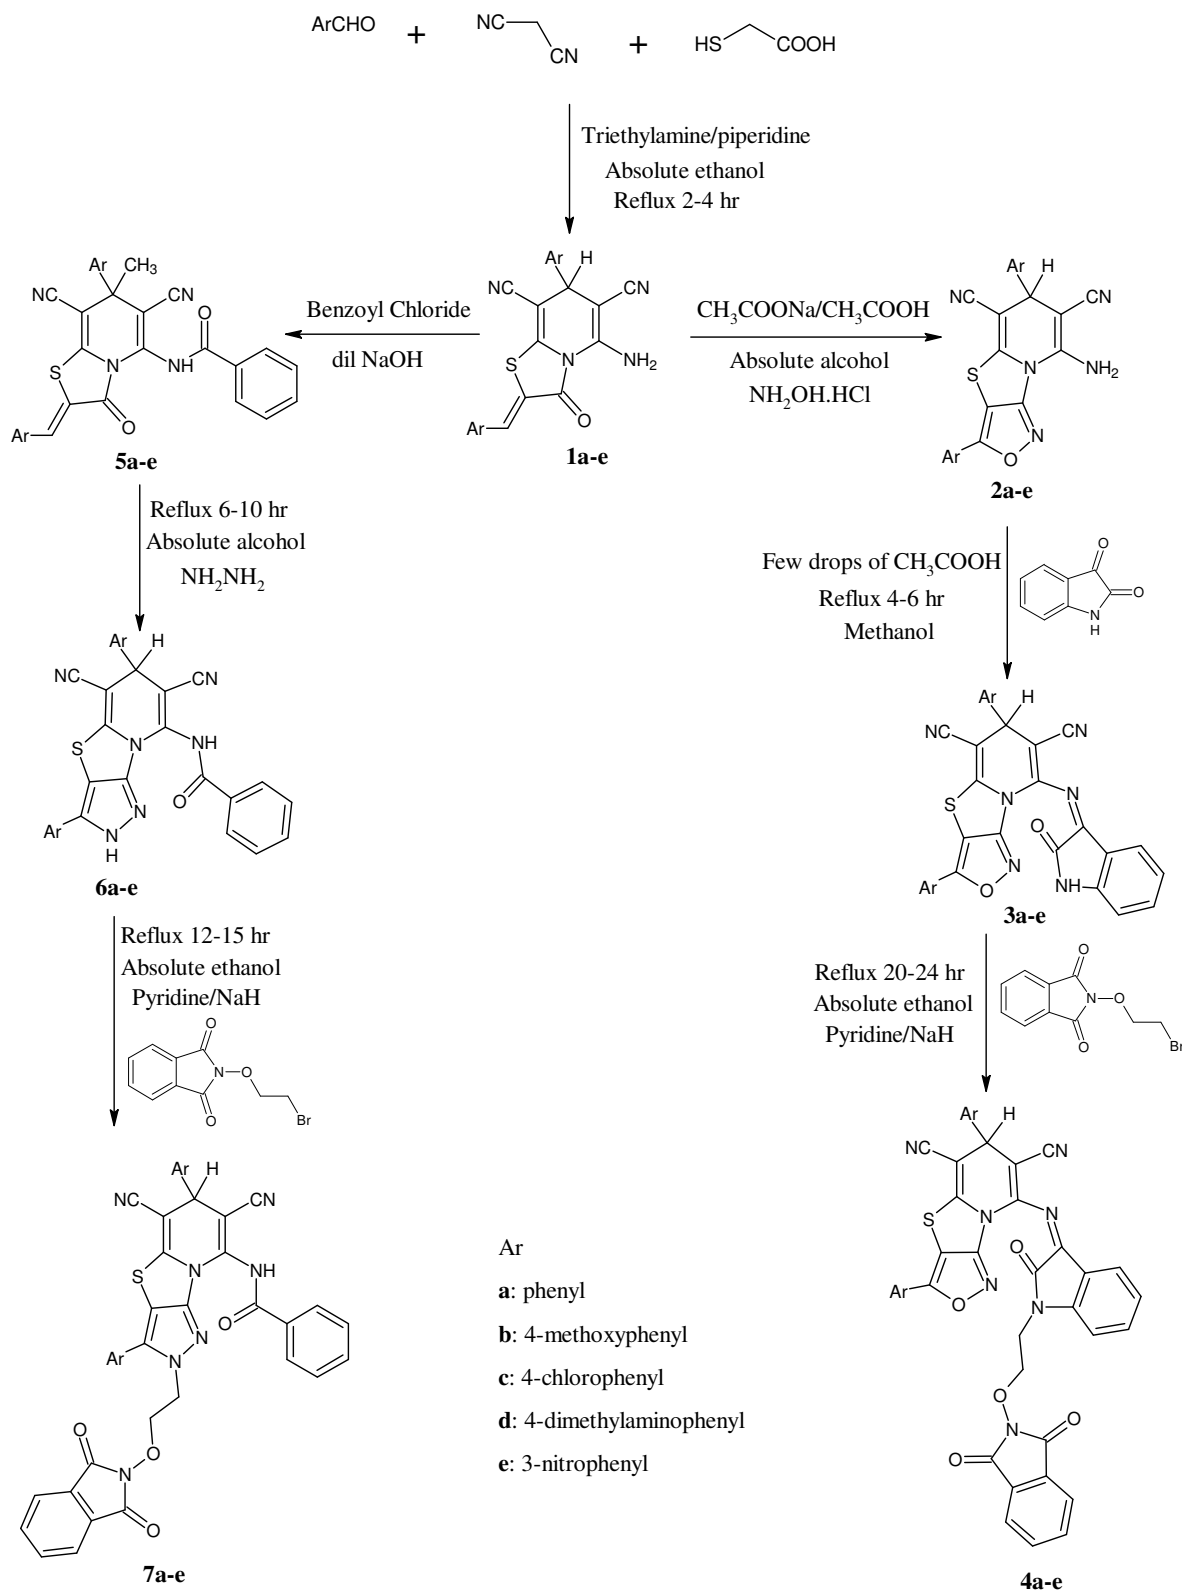 ArCHO + NC CN + HS COOH
Triethylamine/piperidine
Absolute ethanol
Reflux 2-4 hr
Ar CH3
NC CN
O
NH
S N
O
Ar
5a-e
Benzoyl Chloride
dil NaOH
Ar H
NC CN
S N NH2
O
Ar
1a-e
CH3COONa/CH3COOH
Absolute alcohol
NH2OH.HCl
Ar H
NC CN
S N NH2
N
Ar O
2a-e
Reflux 6-10 hr
Absolute alcohol
NH2NH2
Few drops of CH3COOH
Reflux 4-6 hr
Methanol
O
O
N
H
Ar H
NC CN
S N NH
O
N
Ar N
H
6a-e
Ar H
NC CN
S N N
O
N
Ar O NH
3a-e
Reflux 12-15 hr
Absolute ethanol
Pyridine/NaH
O
N O
O Br
Reflux 20-24 hr
Absolute ethanol
Pyridine/NaH
O
N O
O Br
Ar H
NC CN
S N NH
O
N
Ar N
O
O
N
O
7a-e
Ar
a: phenyl
b: 4-methoxyphenyl
c: 4-chlorophenyl
d: 4-dimethylaminophenyl
e: 3-nitrophenyl
Ar H
NC CN
S N N
O
N
Ar O N
O
N O
O
4a-e